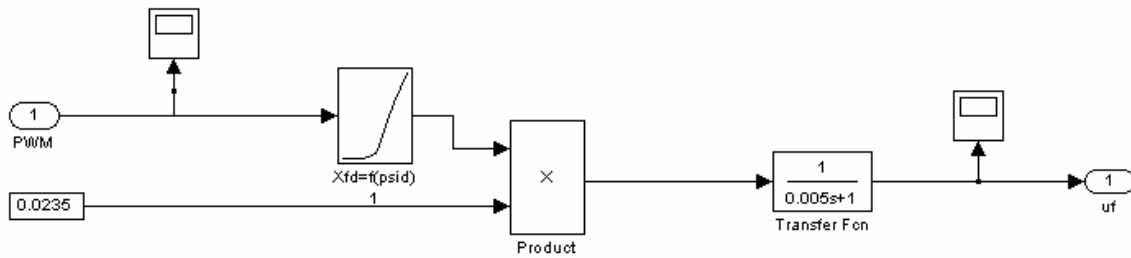 1
PWM
Xfd=f(psid)
0.0235
1
×
Product
1
0.005s+1
Transfer Fcn
1
uf